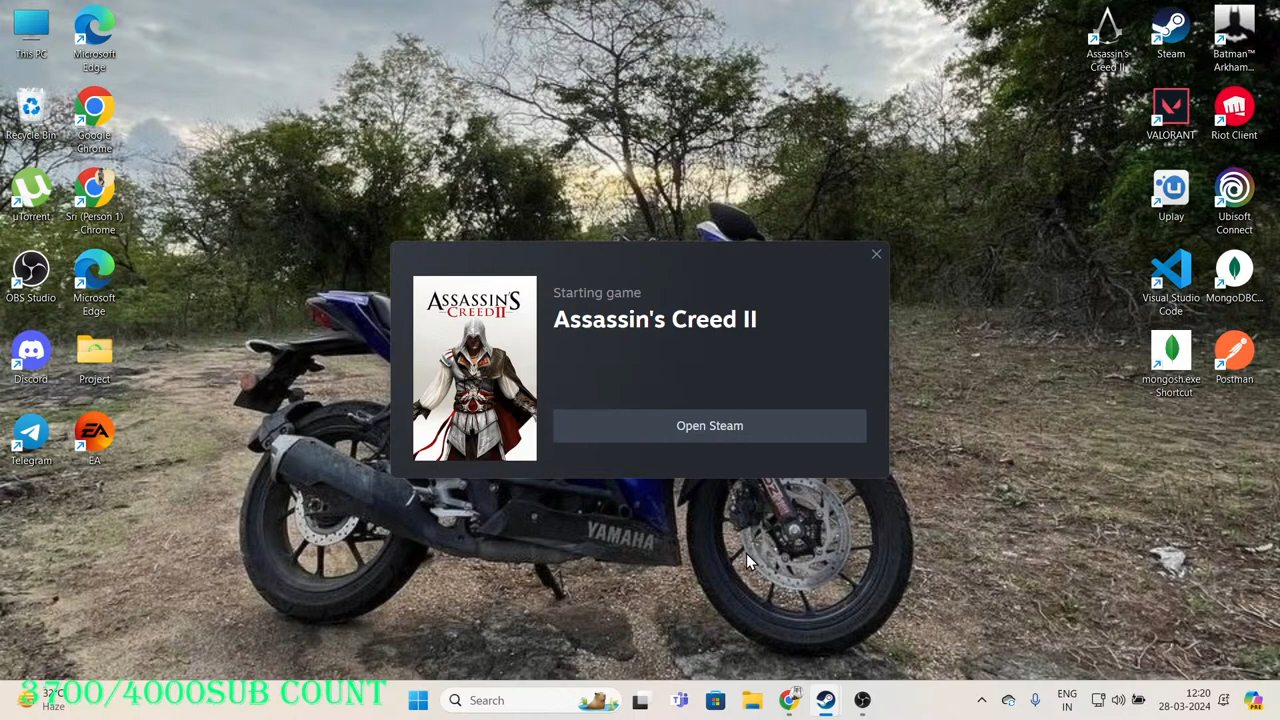 This PC
Microsoft
Edge
Recycle Bin
Google
Chrome
µTorrent
Sri (Person 1)
- Chrome
OBS Studio
Microsoft
Edge
Discord
Project
Telegram
EA
Assassin's
Creed II
Steam
Batman™
Arkham...
VALORANT
Riot Client
Uplay
Ubisoft
Connect
Visual Studio
Code
MongoDBC...
mongosh.exe
Shortcut
Postman
ASSASSIN'S
CREED II
Starting game
Assassin's Creed II
Open Steam
YAMAHA
3700/4000SUB COUNT
32°C
Haze
Search
ENG
IN
12:20
28-03-2024
PRE